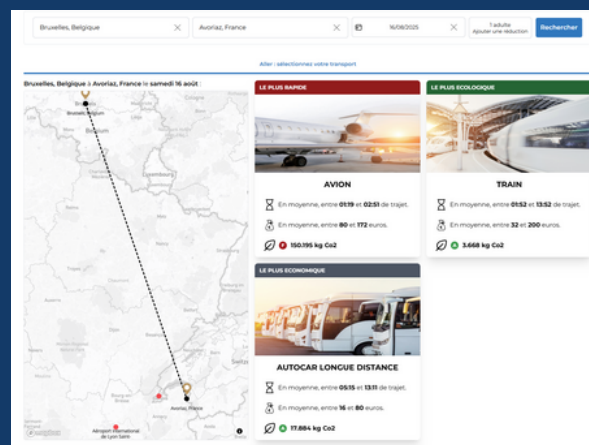 Bruxelles, Belgique
Avoriaz, France
16/08/2025
1 adulte
Ajouter une réduction
Rechercher
Aller : sélectionnez votre transport
Bruxelles, Belgique à Avoriaz, France le samedi 16 août :
Brussels, Belgium
Belgium
Luxembourg
Avoriaz, France
Aéroport international
de Lyon Saint-
mapbox
LE PLUS RAPIDE
AVION
En moyenne, entre 01:19 et 02:51 de trajet.
En moyenne, entre 80 et 172 euros.
150.195 kg Co2
LE PLUS ECOLOGIQUE
TRAIN
En moyenne, entre 01:52 et 13:52 de trajet.
En moyenne, entre 32 et 200 euros.
A 3.668 kg Co2
LE PLUS ECONOMIQUE
AUTOCAR LONGUE DISTANCE
En moyenne, entre 05:15 et 13:11 de trajet.
En moyenne, entre 16 et 80 euros.
A 17.884 kg Co2